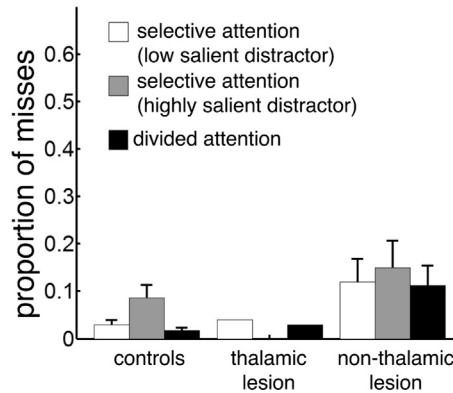 proportion of misses
0.6
0.5
0.4
0.3
0.2
0.1
0
selective attention
(low salient distractor)
selective attention
(highly salient distractor)
divided attention
controls
thalamic
lesion
non-thalamic
lesion